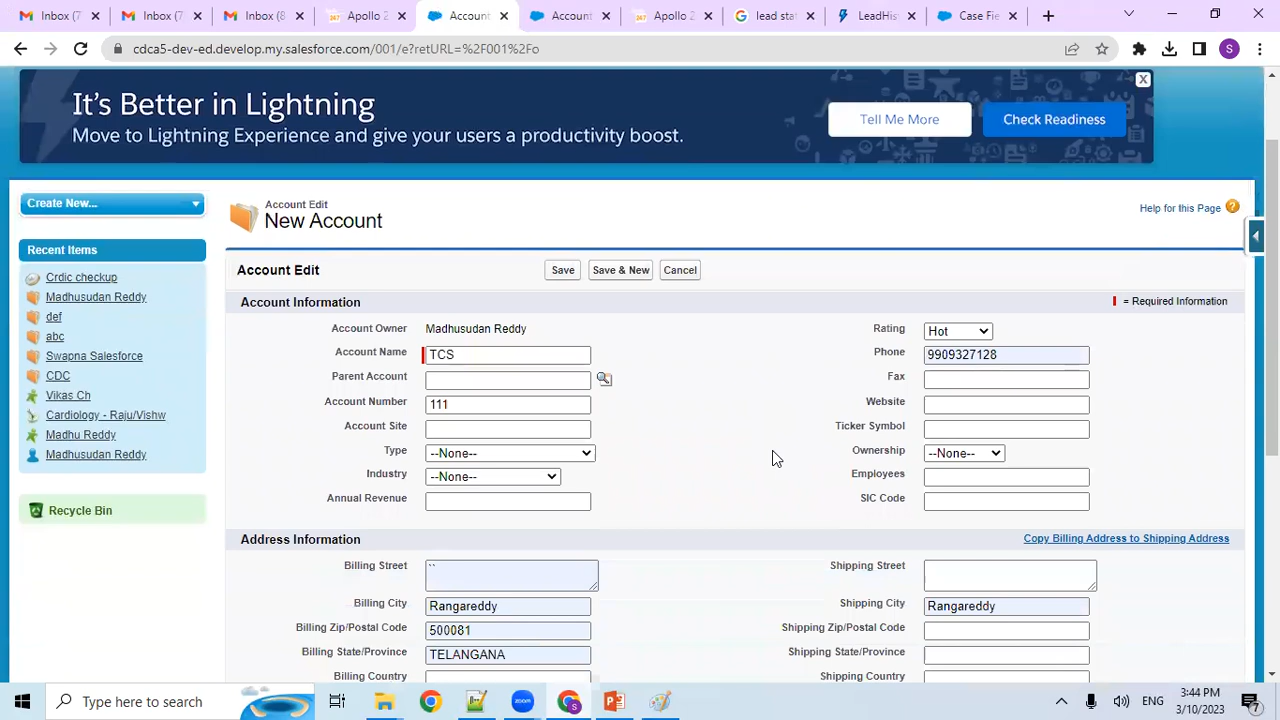 Inbox (7
Inbox (7
Inbox (8
Apollo 2
Account
Account
Apollo 2
lead sta
LeadHis
Case Fie
cdca5-dev-ed.develop.my.salesforce.com/001/e?retURL=%2F001%2Fo
S
It's Better in Lightning
Move to Lightning Experience and give your users a productivity boost.
Tell Me More
Check Readiness
X
Create New...
Account Edit
New Account
Help for this Page ?
Recent Items
Crdic checkup
Madhusudan Reddy
def
abc
Swapna Salesforce
CDC
Vikas Ch
Cardiology - Raju/Vishw
Madhu Reddy
Madhusudan Reddy
Recycle Bin
Account Edit
Save
Save & New
Cancel
Account Information
= Required Information
Account Owner Madhusudan Reddy
Rating Hot
Account Name TCS
Phone 9909327128
Parent Account
Fax
Account Number 111
Website
Account Site
Ticker Symbol
Type --None--
Ownership --None--
Industry --None--
Employees
Annual Revenue
SIC Code
Address Information
Copy Billing Address to Shipping Address
Billing Street ``
Shipping Street
Billing City Rangareddy
Shipping City Rangareddy
Billing Zip/Postal Code 500081
Shipping Zip/Postal Code
Billing State/Province TELANGANA
Shipping State/Province
Billing Country
Shipping Country
Type here to search
zoom
S
ENG
3:44 PM
3/10/2023
7